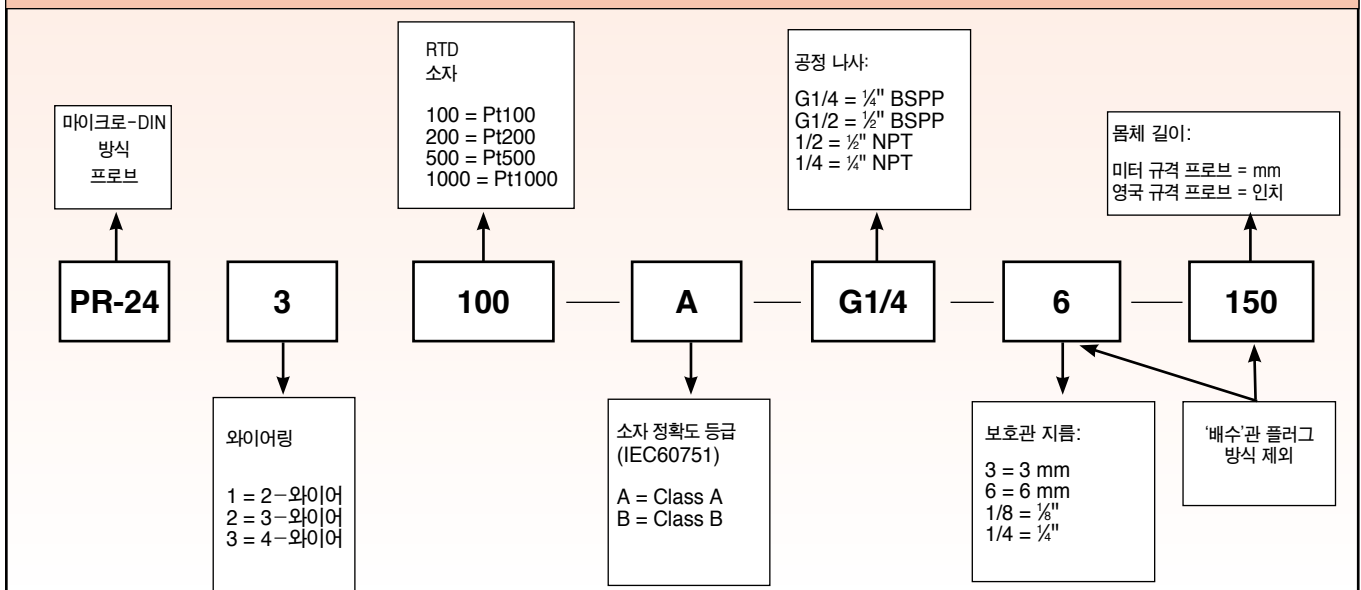 RTD
소자
100 = Pt100
200 = Pt200
500 = Pt500
1000 = Pt1000
공정 나사:
G1/4 = ¼" BSPP
G1/2 = ½" BSPP
1/2 = ½" NPT
1/4 = ¼" NPT
마이크로-DIN
방식
프로브
몸체 길이:
미터 규격 프로브 = mm
영국 규격 프로브 = 인치
PR-24 3 100 — A — G1/4 — 6 — 150
와이어링
1 = 2-와이어
2 = 3-와이어
3 = 4-와이어
소자 정확도 등급
(IEC60751)
A = Class A
B = Class B
보호관 지름:
3 = 3 mm
6 = 6 mm
1/8 = ⅛"
1/4 = ¼"
'배수'관 플러그
방식 제외